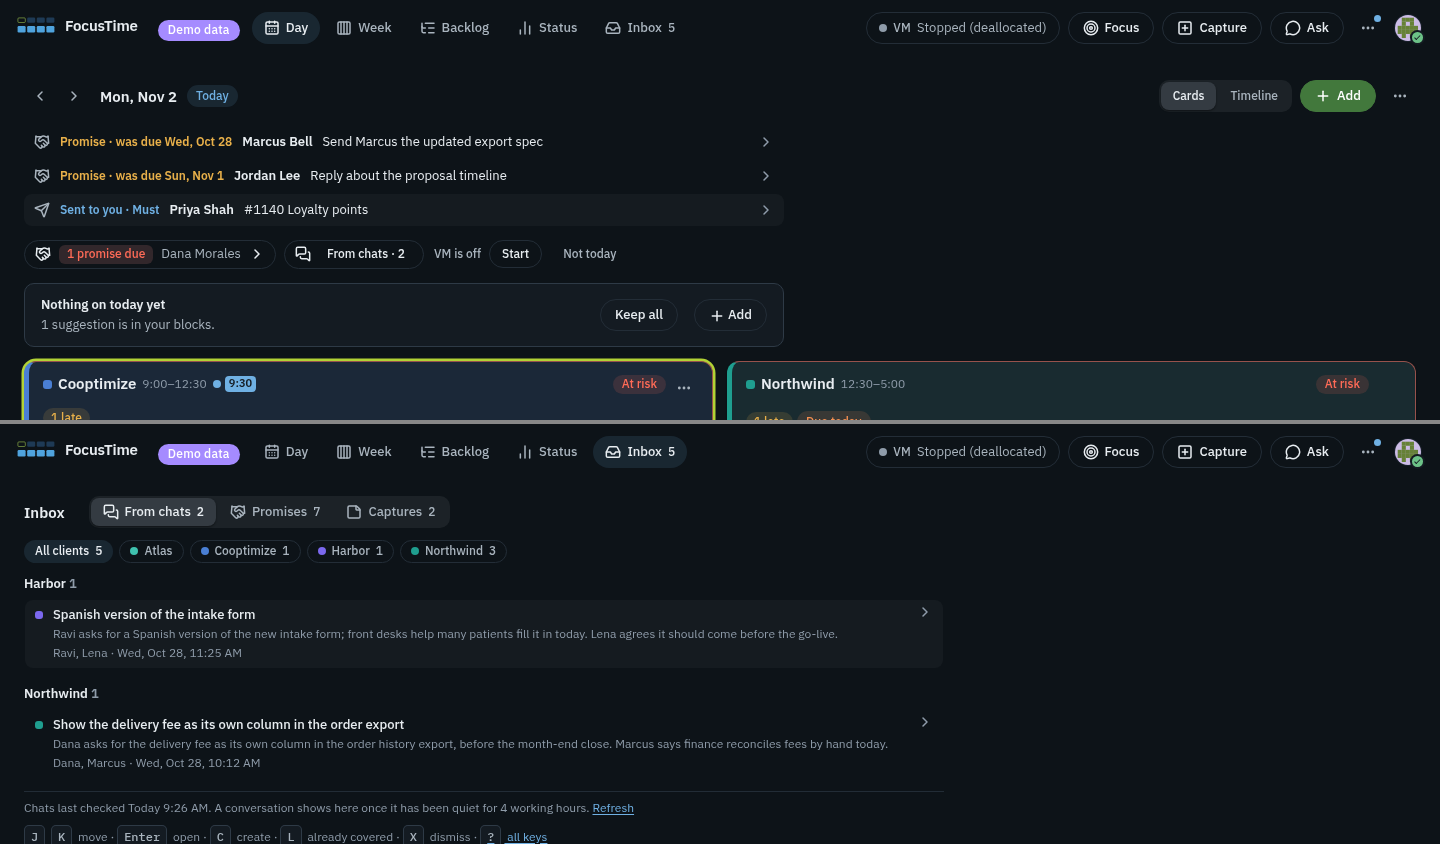 FocusTime Demo data Day Week Backlog Status Inbox 5 VM Stopped (deallocated) Focus Capture Ask
Mon, Nov 2 Today Cards Timeline Add
Promise · was due Wed, Oct 28 Marcus Bell Send Marcus the updated export spec
Promise · was due Sun, Nov 1 Jordan Lee Reply about the proposal timeline
Sent to you · Must Priya Shah #1140 Loyalty points
1 promise due Dana Morales From chats · 2 VM is off Start Not today
Nothing on today yet
1 suggestion is in your blocks.
Keep all Add
Cooptimize 9:00–12:30 9:30 At risk
Northwind 12:30–5:00 At risk
1 late
1 late Due today
FocusTime Demo data Day Week Backlog Status Inbox 5 VM Stopped (deallocated) Focus Capture Ask
Inbox From chats 2 Promises 7 Captures 2
All clients 5 Atlas Cooptimize 1 Harbor 1 Northwind 3
Harbor 1
Spanish version of the intake form
Ravi asks for a Spanish version of the new intake form; front desks help many patients fill it in today. Lena agrees it should come before the go-live.
Ravi, Lena · Wed, Oct 28, 11:25 AM
Northwind 1
Show the delivery fee as its own column in the order export
Dana asks for the delivery fee as its own column in the order history export, before the month-end close. Marcus says finance reconciles fees by hand today.
Dana, Marcus · Wed, Oct 28, 10:12 AM
Chats last checked Today 9:26 AM. A conversation shows here once it has been quiet for 4 working hours. Refresh
J K move · Enter open · C create · L already covered · X dismiss · ? all keys